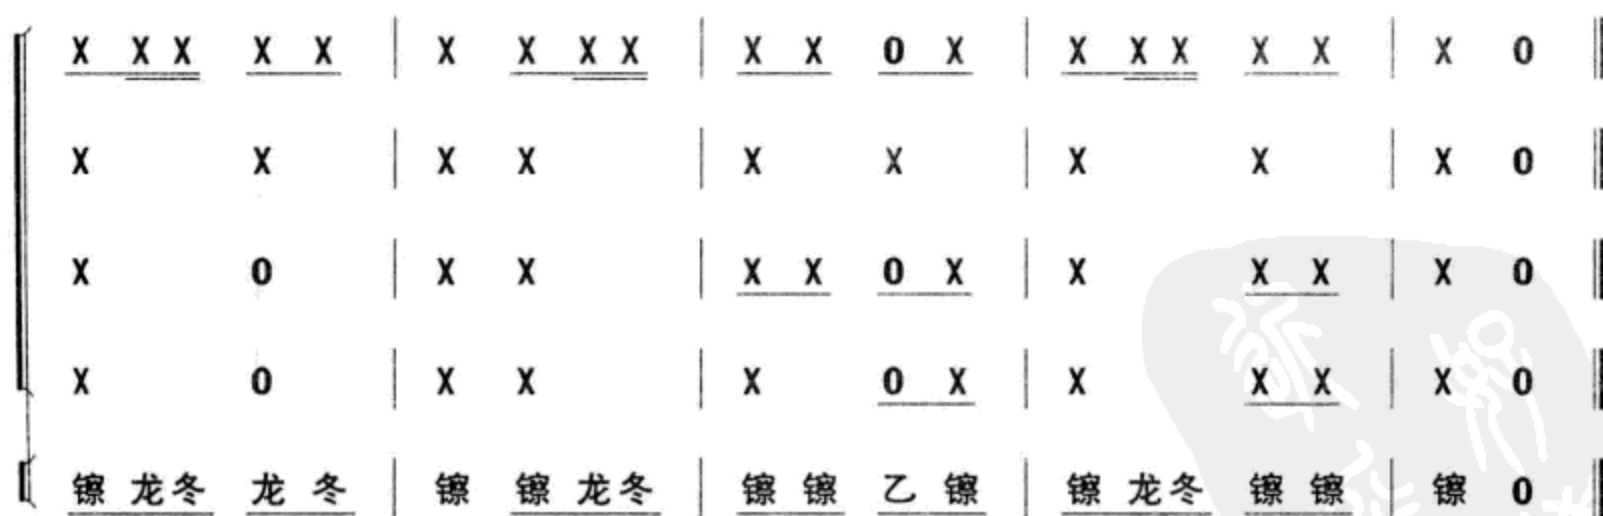 X X X X X | X X X X | X X 0 X | X X X X X | X 0 ‖
X X | X X | X X | X X | X 0 ‖
X 0 | X X | X X 0 X | X X X | X 0 ‖
X 0 | X X | X 0 X | X X X | X 0 ‖
镲 龙冬 龙 冬 | 镲 镲 龙冬 | 镲 镲 乙 镲 | 镲 龙冬 镲 镲 | 镲 0 ‖